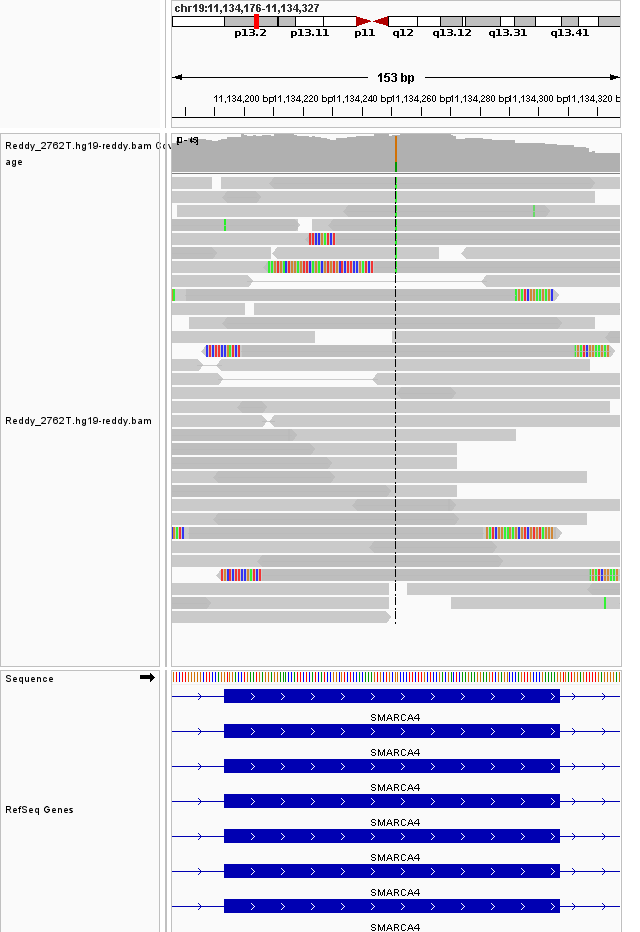 chr19:11,134,176-11,134,327
p13.2 p13.11 p11 q12 q13.12 q13.31 q13.41
153 bp
11,134,200 bp 11,134,220 bp 11,134,240 bp 11,134,260 bp 11,134,280 bp 11,134,300 bp 11,134,320 b
Reddy_2762T.hg19-reddy.bam Cov
age
Reddy_2762T.hg19-reddy.bam
Sequence
SMARCA4
SMARCA4
SMARCA4
RefSeq Genes
SMARCA4
SMARCA4
SMARCA4
SMARCA4